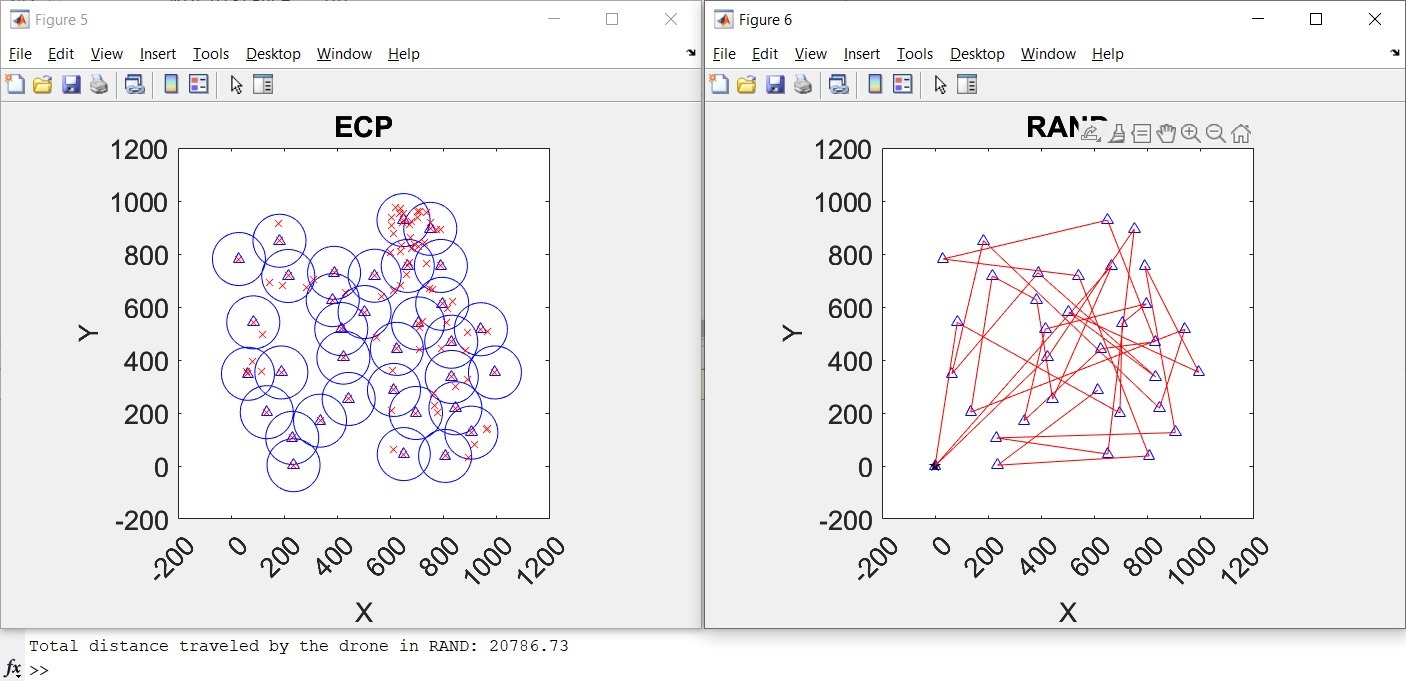 Figure 5
File Edit View Insert Tools Desktop Window Help
ECP
1200
1000
800
600
400
200
0
-200
Y
-200 0 200 400 600 800 1000 1200
X
Figure 6
File Edit View Insert Tools Desktop Window Help
RAND
1200
1000
800
600
400
200
0
-200
Y
-200 0 200 400 600 800 1000 1200
X
Total distance traveled by the drone in RAND: 20786.73
fx >>